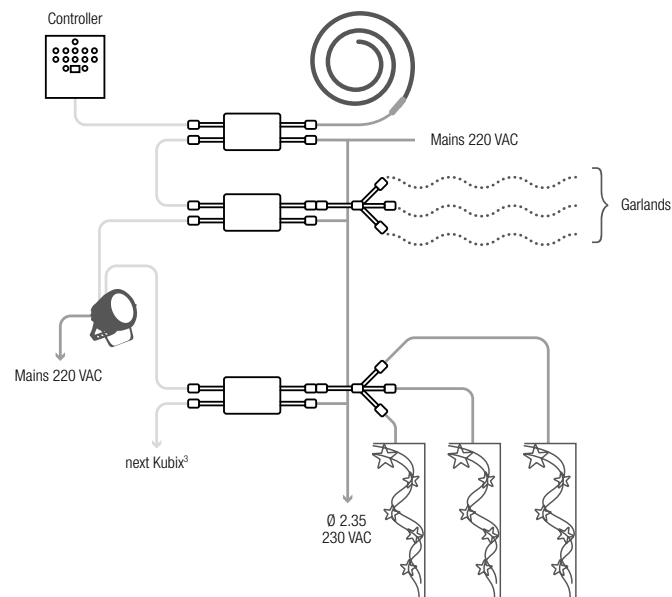 Controller
Mains 220 VAC
Garlands
Mains 220 VAC
next Kubix³
Ø 2.35
230 VAC